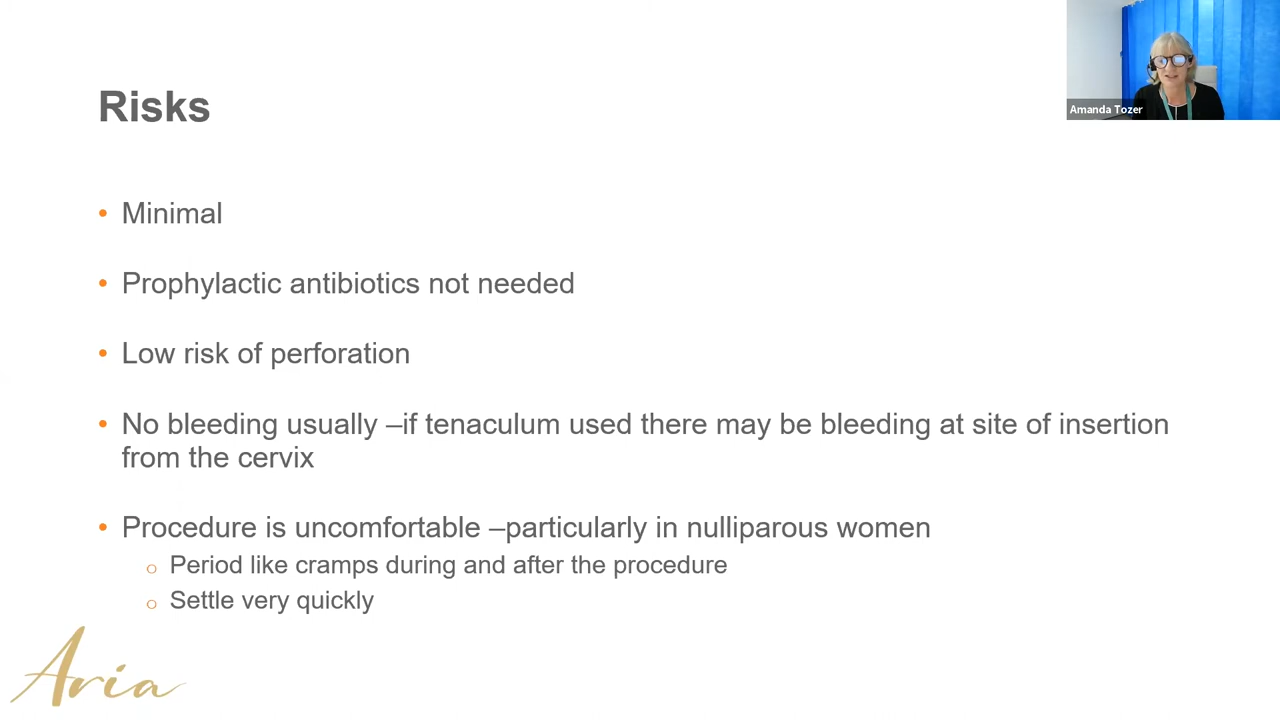 Amanda Tozer
Risks
• Minimal
• Prophylactic antibiotics not needed
• Low risk of perforation
• No bleeding usually –if tenaculum used there may be bleeding at site of insertion
from the cervix
• Procedure is uncomfortable –particularly in nulliparous women
o Period like cramps during and after the procedure
o Settle very quickly
Aria